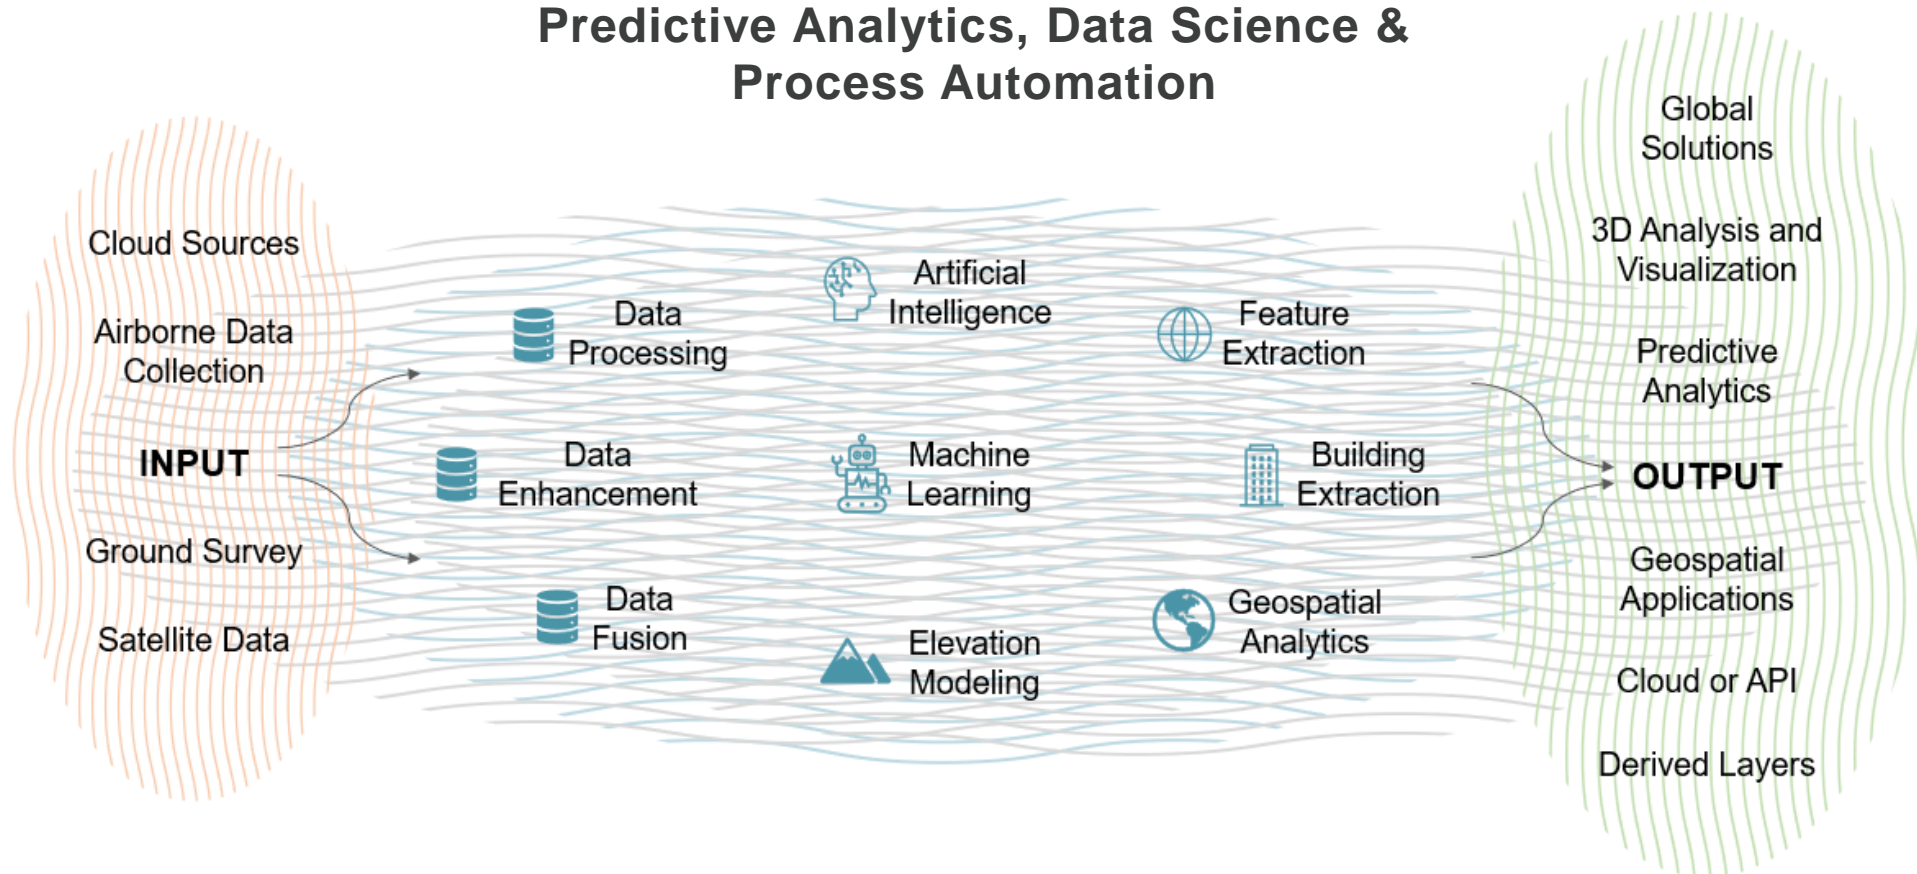 Predictive Analytics, Data Science &
Process Automation
Cloud Sources
Airborne Data
Collection
INPUT
Ground Survey
Satellite Data
Data
Processing
Data
Enhancement
Data
Fusion
Artificial
Intelligence
Machine
Learning
Elevation
Modeling
Feature
Extraction
Building
Extraction
Geospatial
Analytics
Global
Solutions
3D Analysis and
Visualization
Predictive
Analytics
OUTPUT
Geospatial
Applications
Cloud or API
Derived Layers